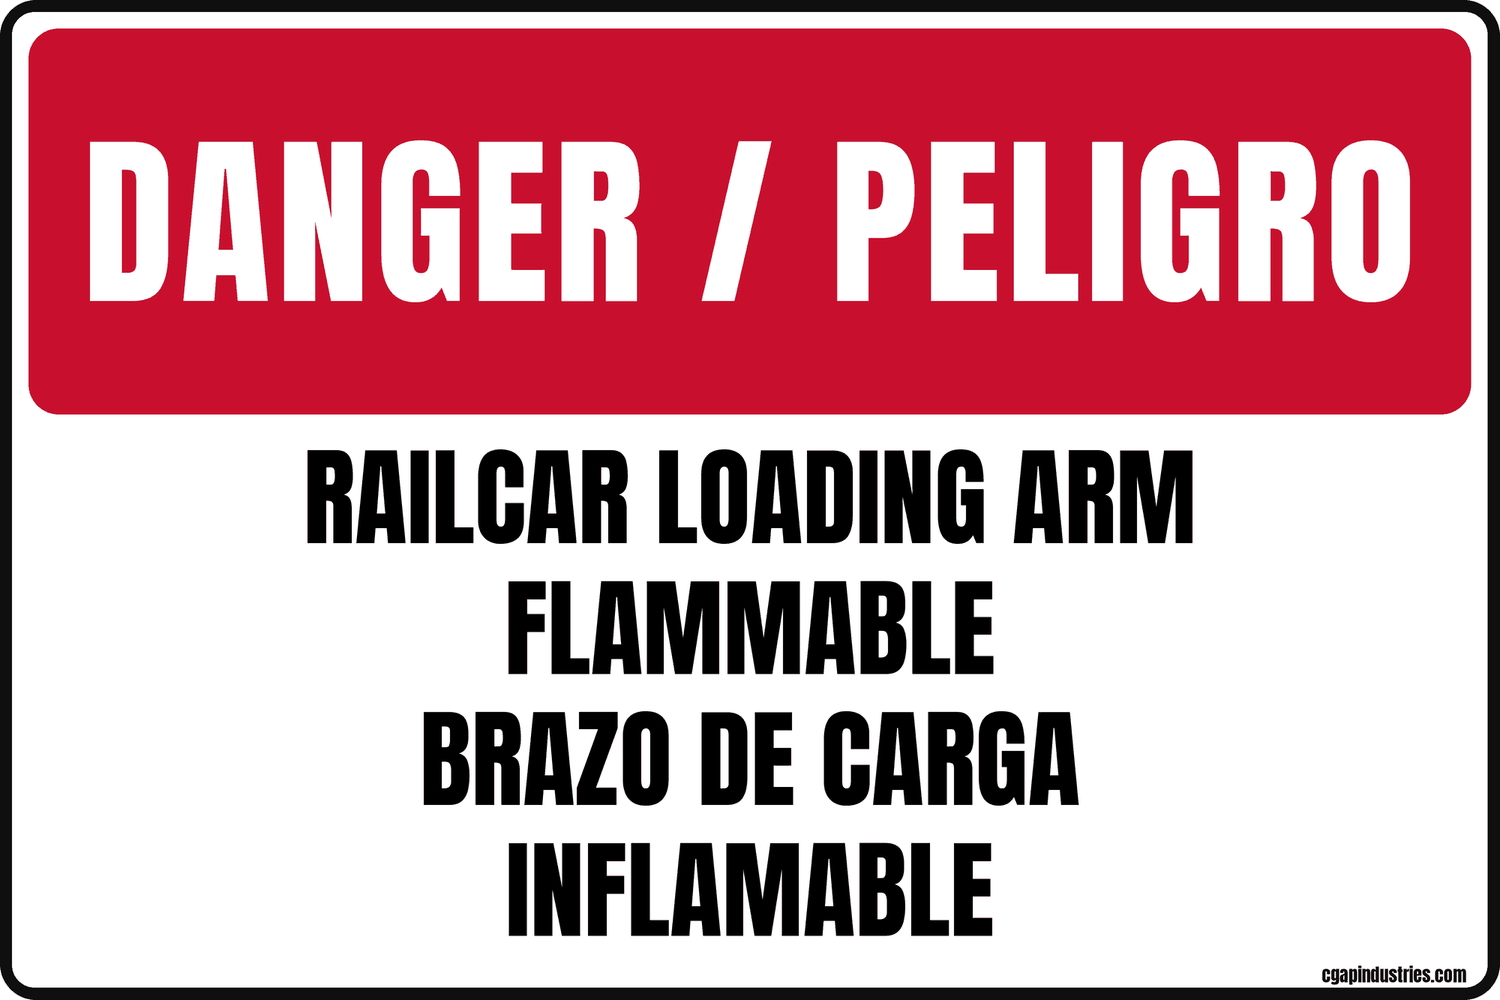 DANGER / PELIGRO
RAILCAR LOADING ARM
FLAMMABLE
BRAZO DE CARGA
INFLAMABLE
cgapindustries.com